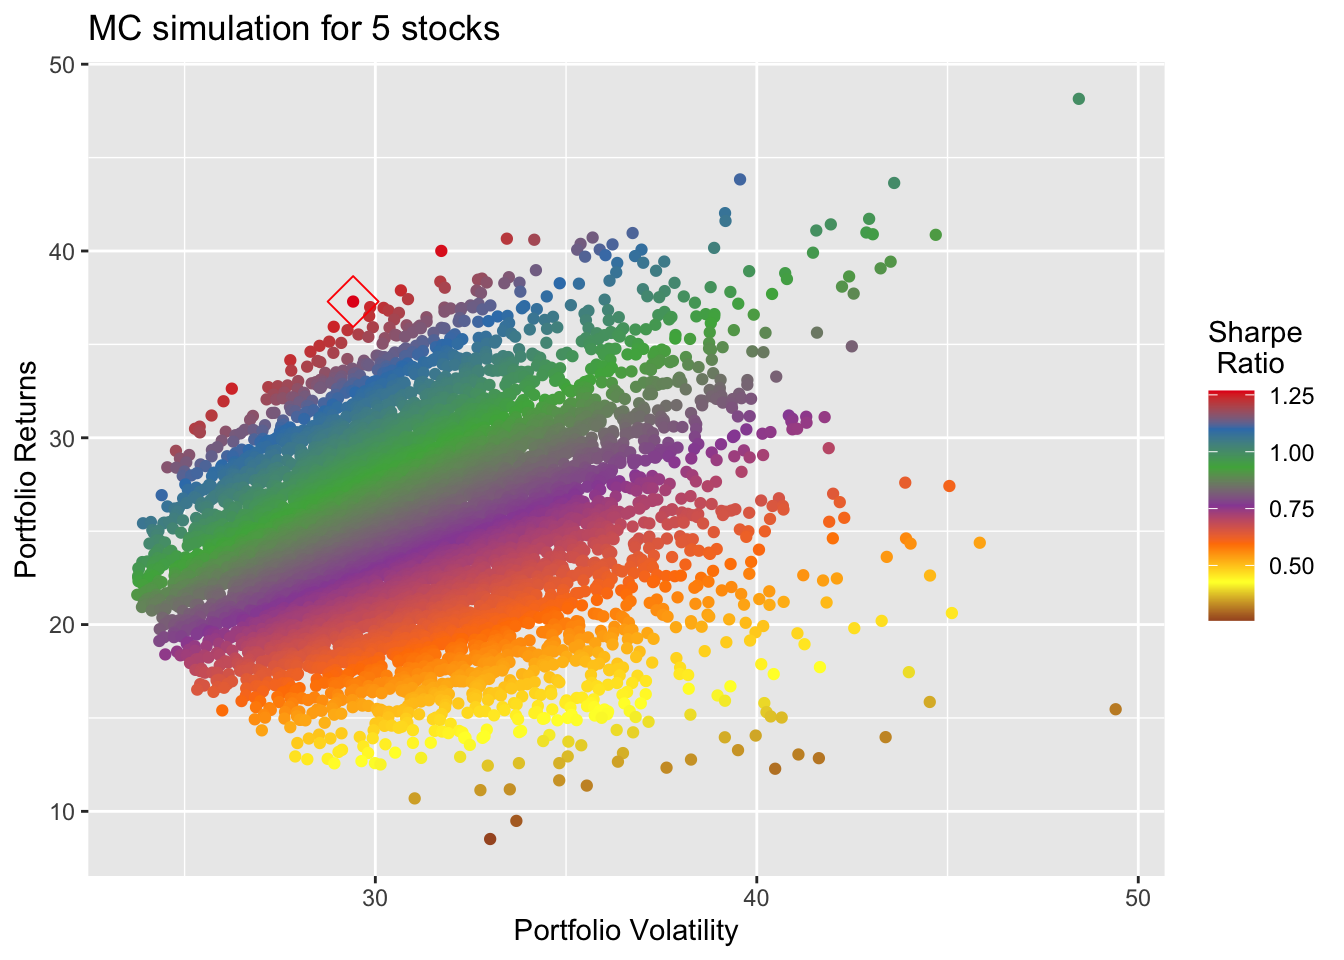 MC simulation for 5 stocks
50
40
30
20
10
Portfolio Returns
30
40
50
Portfolio Volatility
Sharpe
Ratio
1.25
1.00
0.75
0.50